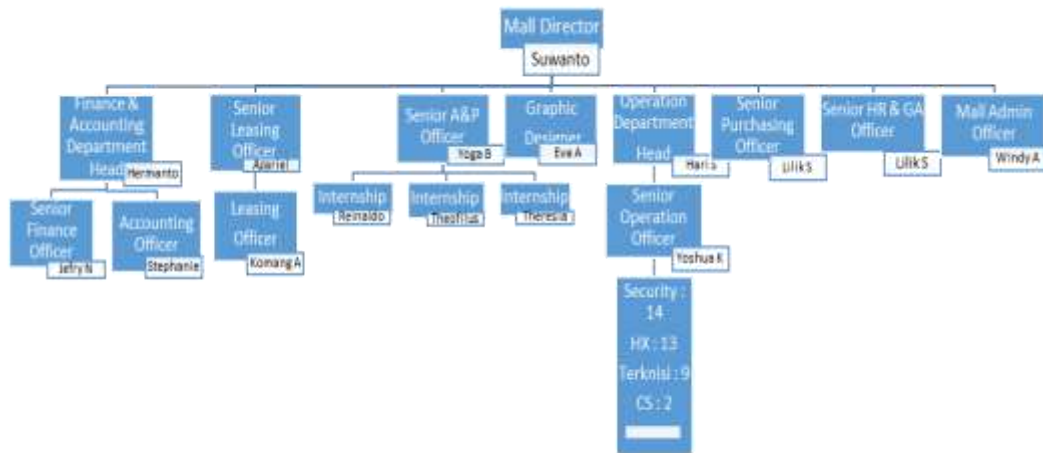 Mall Director
Suwanto
Finance &
Accounting
Department
Head
Hermanto
Senior
Leasing
Officer
Azariel
Senior A&P
Officer
Yoga B
Graphic
Designer
Eva A
Operation
Department
Head
Hari S
Senior
Purchasing
Officer
Lilik S
Senior HR & GA
Officer
Lilik S
Mall Admin
Officer
Windy A
Senior
Finance
Officer
Jefry N
Accounting
Officer
Stephanie
Leasing
Officer
Komang A
Internship
Reinaldo
Internship
Theofilus
Internship
Theresia
Senior
Operation
Officer
Yoshua K
Security :
14
HX : 13
Terknisi : 9
CS : 2